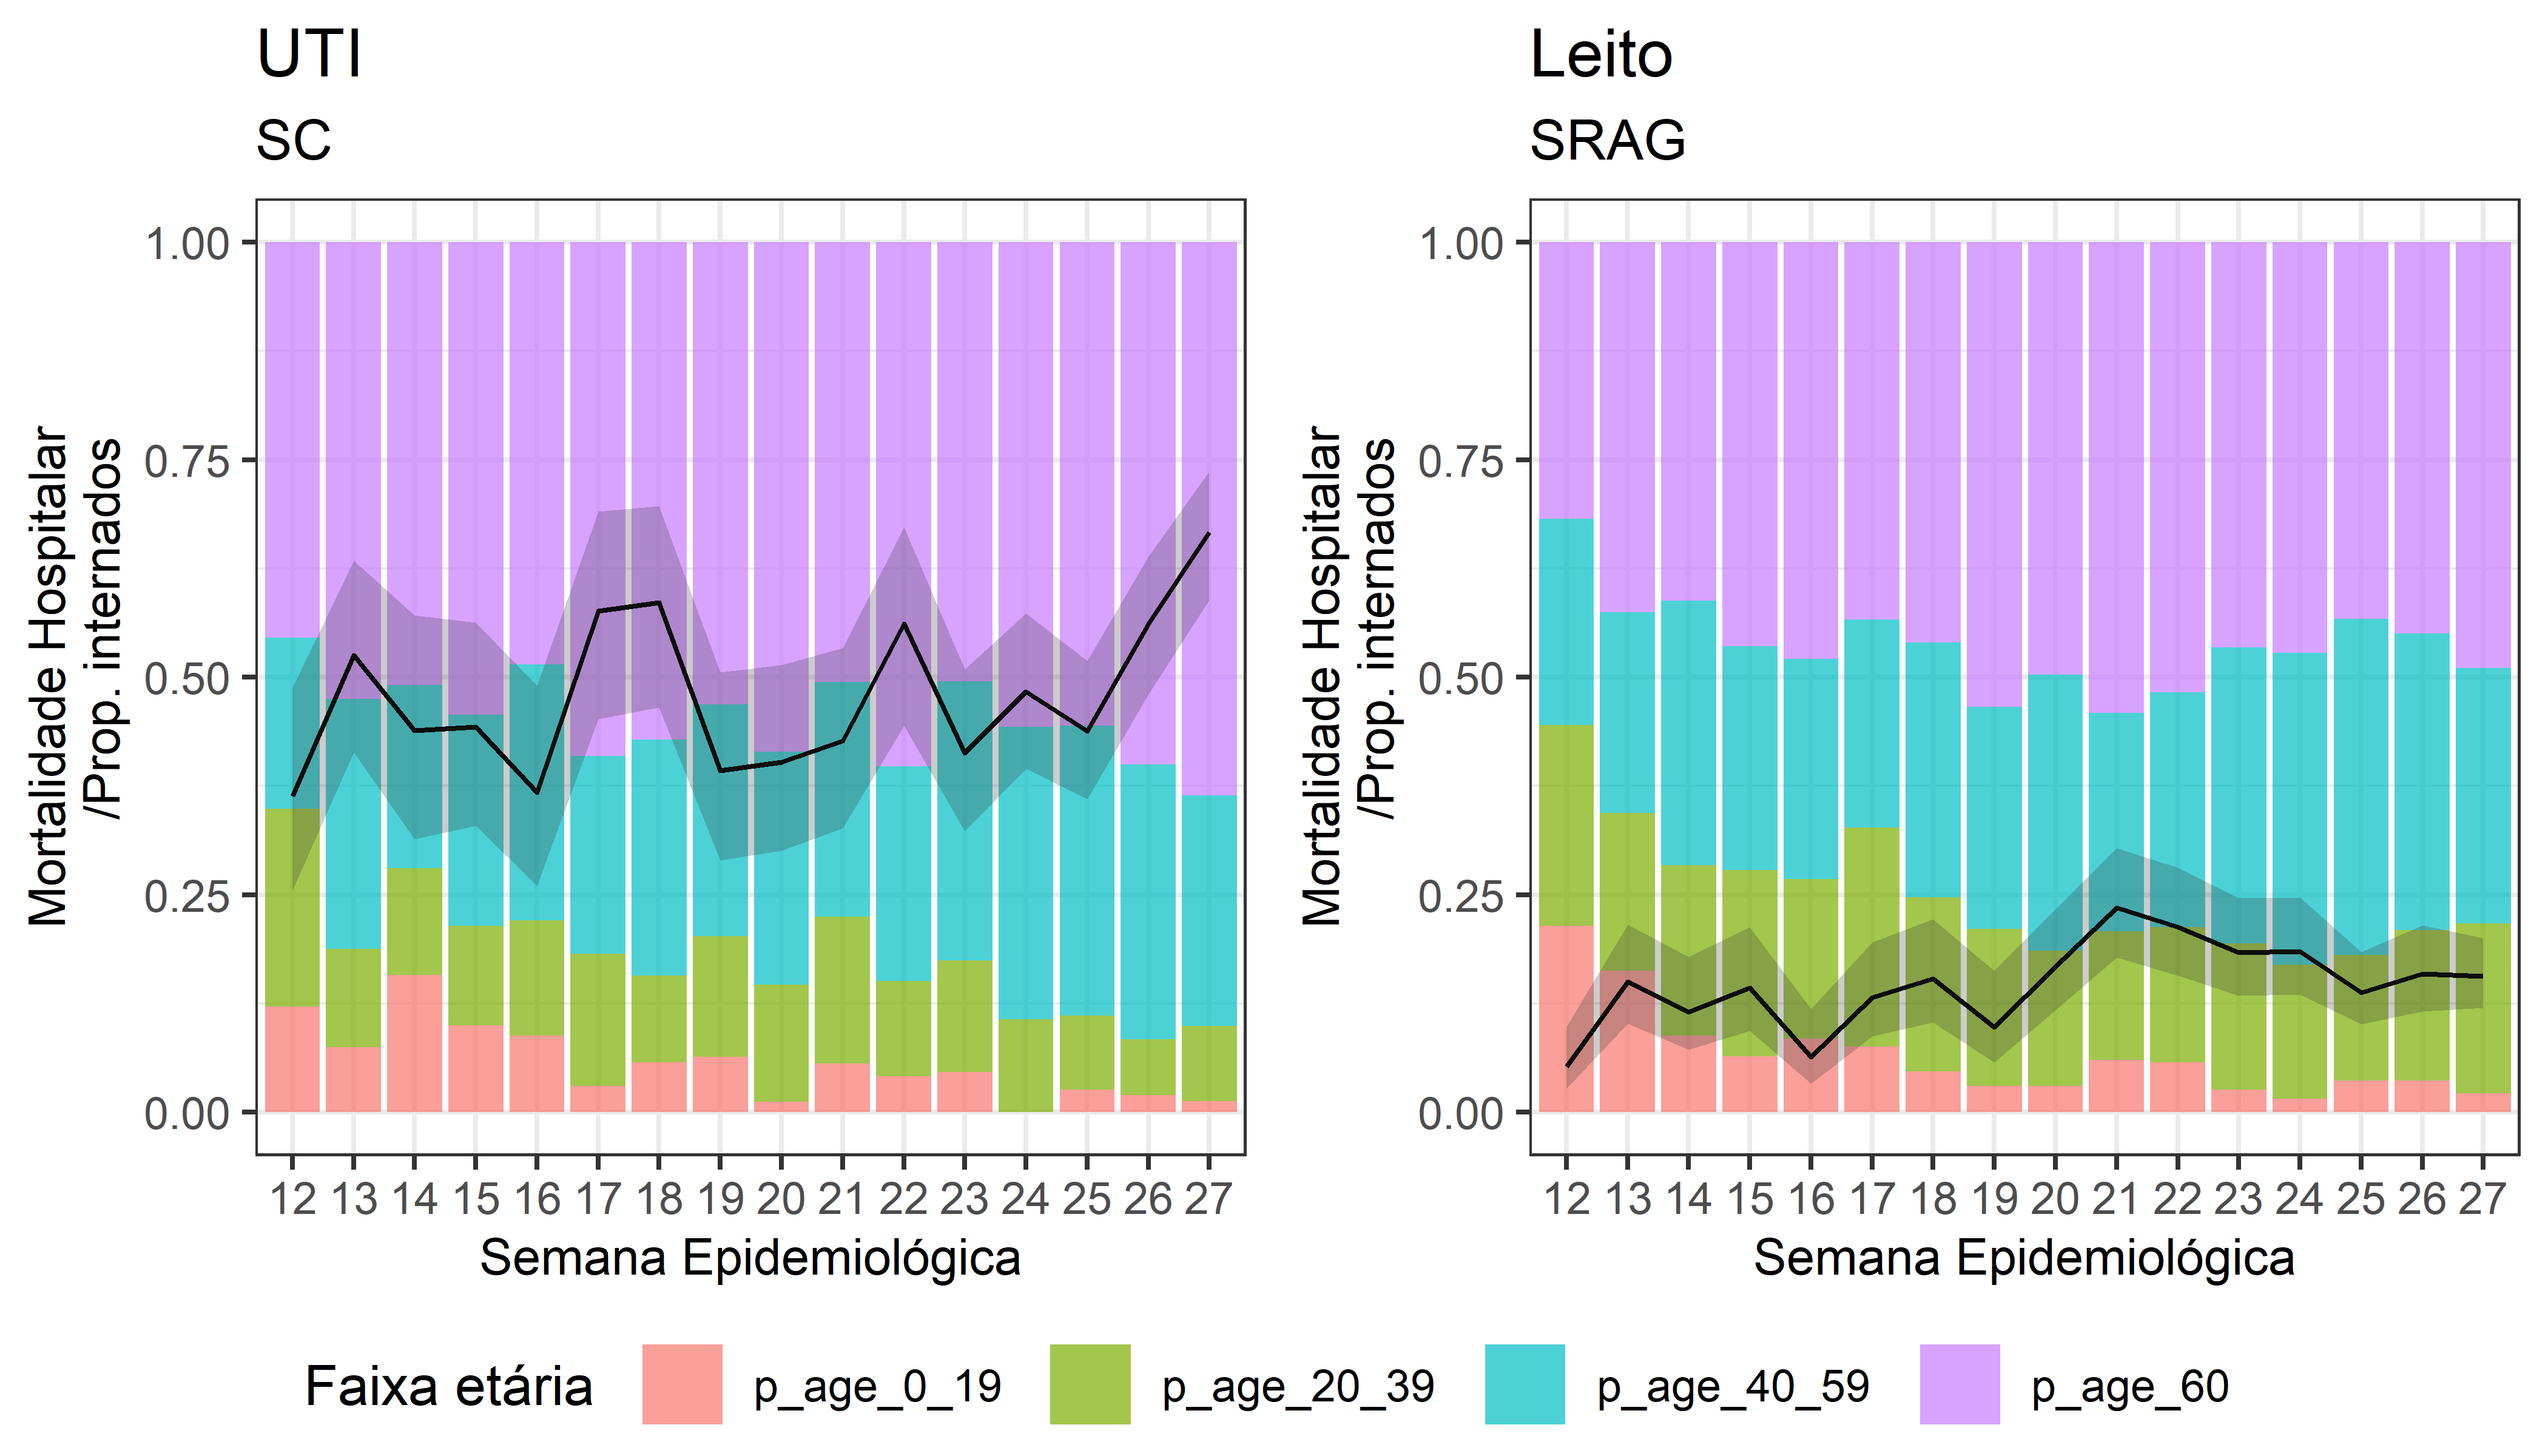 UTI
SC
Mortalidade Hospitalar
/Prop. internados
1.00
0.75
0.50
0.25
0.00
12 13 14 15 16 17 18 19 20 21 22 23 24 25 26 27
Semana Epidemiológica
Leito
SRAG
Mortalidade Hospitalar
/Prop. internados
1.00
0.75
0.50
0.25
0.00
12 13 14 15 16 17 18 19 20 21 22 23 24 25 26 27
Semana Epidemiológica
Faixa etária p_age_0_19 p_age_20_39 p_age_40_59 p_age_60